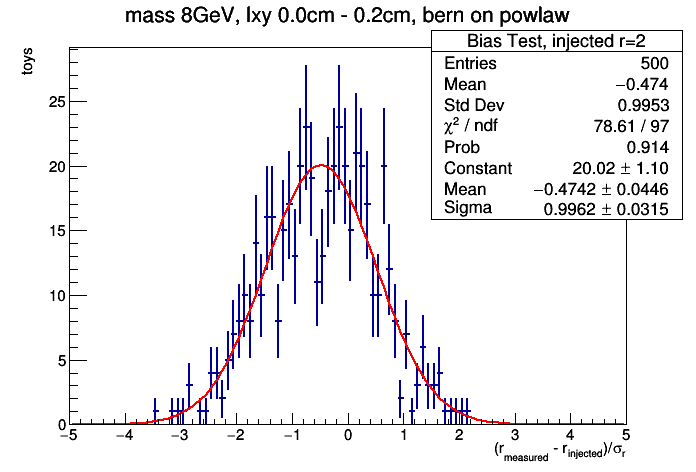 mass 8GeV, lxy 0.0cm - 0.2cm, bern on powlaw
Bias Test, injected r=2
Entries 500
Mean −0.474
Std Dev 0.9953
χ² / ndf 78.61 / 97
Prob 0.914
Constant 20.02 ± 1.10
Mean −0.4742 ± 0.0446
Sigma 0.9962 ± 0.0315
toys
25
20
15
10
5
0
−5 −4 −3 −2 −1 0 1 2 3 4 5
(r_measured - r_injected)/σ_r